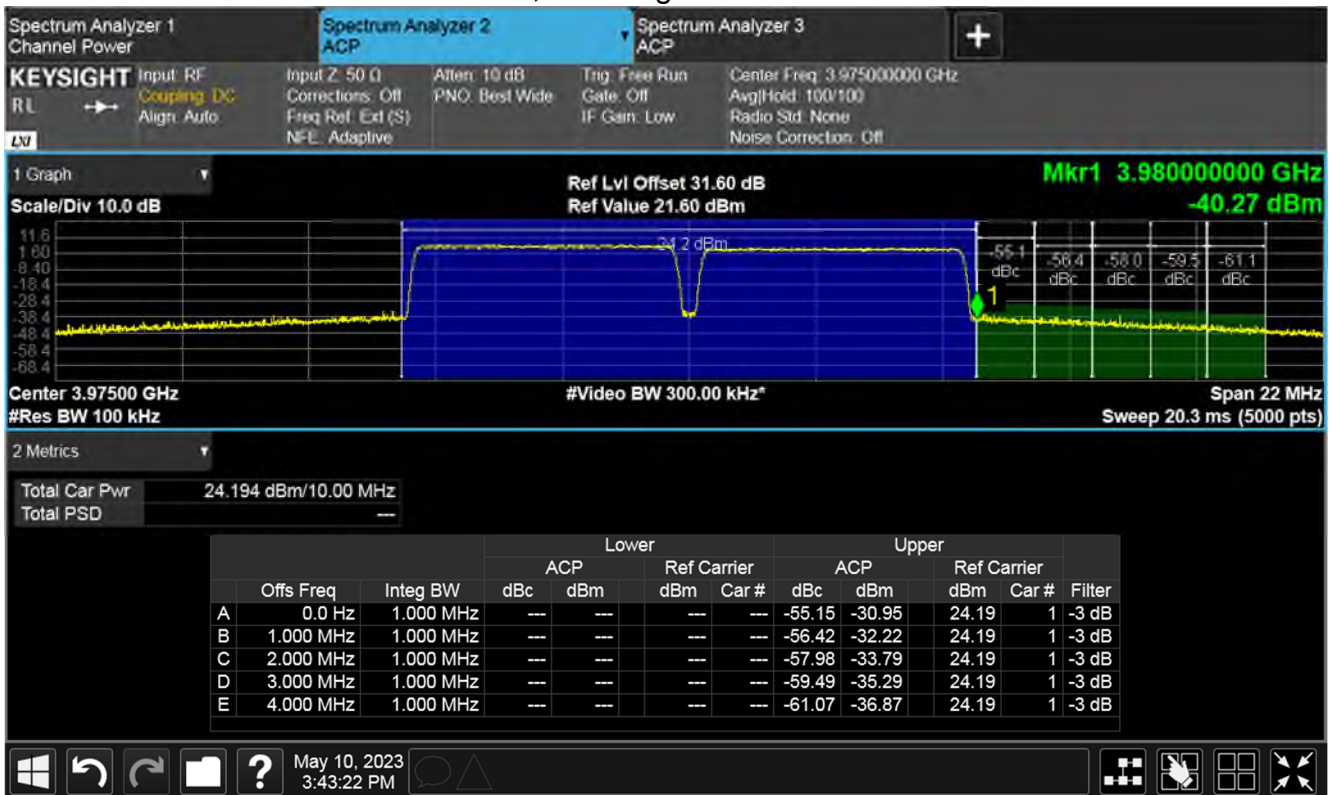 Spectrum Analyzer 1
Channel Power
Spectrum Analyzer 2
ACP
Spectrum Analyzer 3
ACP
KEYSIGHT
RL
LXI
Input: RF
Coupling: DC
Align: Auto
Input Z: 50 Ω
Corrections: Off
Freq Ref: Ext (S)
NFE: Adaptive
Atten: 10 dB
PNO: Best Wide
Trig: Free Run
Gate: Off
IF Gain: Low
Center Freq: 3.975000000 GHz
Avg|Hold: 100/100
Radio Std: None
Noise Correction: Off
1 Graph
Scale/Div 10.0 dB
Ref Lvl Offset 31.60 dB
Ref Value 21.60 dBm
Mkr1 3.980000000 GHz
-40.27 dBm
11.6
1.60
-8.40
-18.4
-28.4
-38.4
-48.4
-58.4
-68.4
24.2 dBm
-55.1 dBc
-56.4 dBc
-58.0 dBc
-59.5 dBc
-61.1 dBc
1
Center 3.97500 GHz
#Res BW 100 kHz
#Video BW 300.00 kHz*
Span 22 MHz
Sweep 20.3 ms (5000 pts)
2 Metrics
Total Car Pwr 24.194 dBm/10.00 MHz
Total PSD ---
Lower Upper
ACP Ref Carrier ACP Ref Carrier
Offs Freq Integ BW dBc dBm dBm Car # dBc dBm dBm Car # Filter
A 0.0 Hz 1.000 MHz --- --- --- --- -55.15 -30.95 24.19 1 -3 dB
B 1.000 MHz 1.000 MHz --- --- --- --- -56.42 -32.22 24.19 1 -3 dB
C 2.000 MHz 1.000 MHz --- --- --- --- -57.98 -33.79 24.19 1 -3 dB
D 3.000 MHz 1.000 MHz --- --- --- --- -59.49 -35.29 24.19 1 -3 dB
E 4.000 MHz 1.000 MHz --- --- --- --- -61.07 -36.87 24.19 1 -3 dB
May 10, 2023
3:43:22 PM